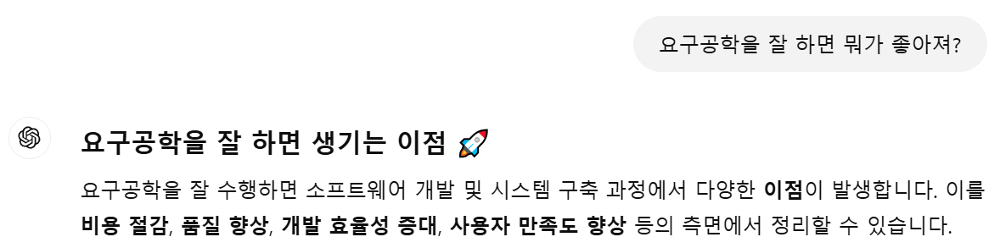 요구공학을 잘 하면 뭐가 좋아져?
요구공학을 잘 하면 생기는 이점 🚀
요구공학을 잘 수행하면 소프트웨어 개발 및 시스템 구축 과정에서 다양한 이점이 발생합니다. 이를
비용 절감, 품질 향상, 개발 효율성 증대, 사용자 만족도 향상 등의 측면에서 정리할 수 있습니다.